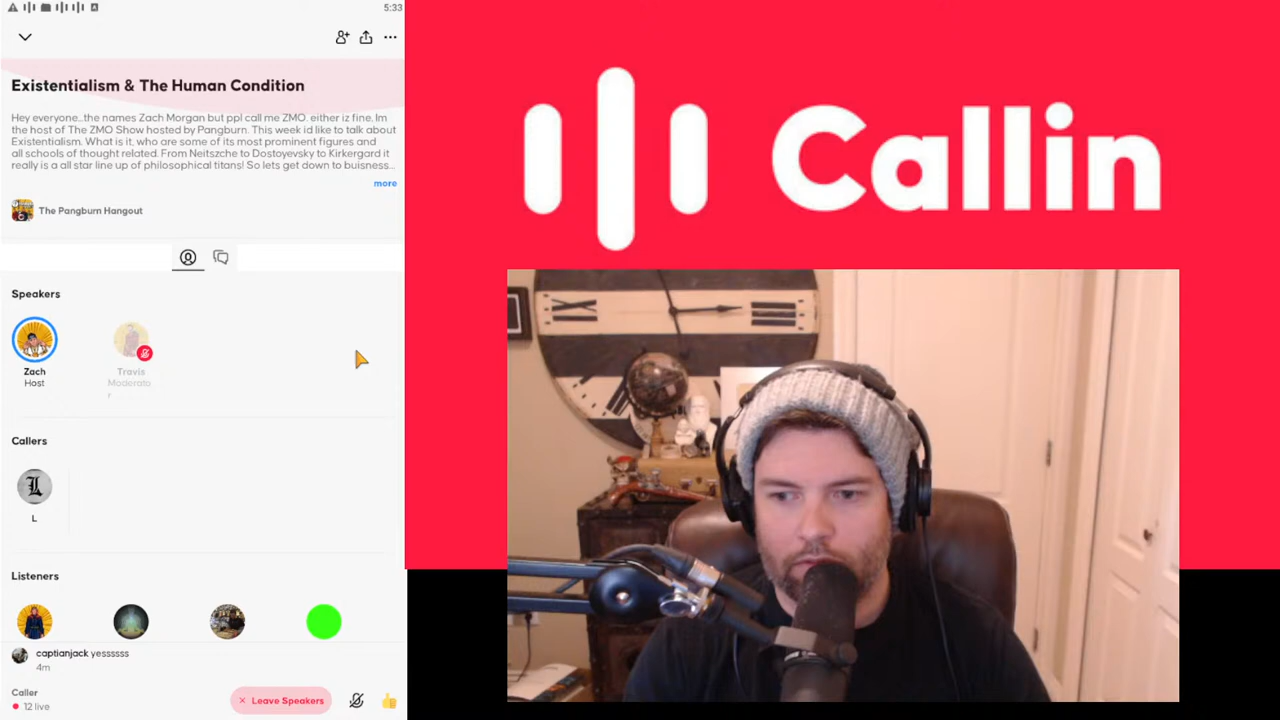 5:33
Existentialism & The Human Condition
Hey everyone...the names Zach Morgan but ppl call me ZMO. either iz fine. Im
the host of The ZMO Show hosted by Pangburn. This week id like to talk about
Existentialism. What is it, who are some of its most prominent figures and
all schools of thought related. From Neitszche to Dostoyevsky to Kirkergard it
really is a all star line up of philosophical titans! So lets get down to buisness...
more
The Pangburn Hangout
Speakers
Zach
Host
Travis
Moderato
r
Callers
L
L
Listeners
captianjack yessssss
4m
Caller
12 live
× Leave Speakers
Callin